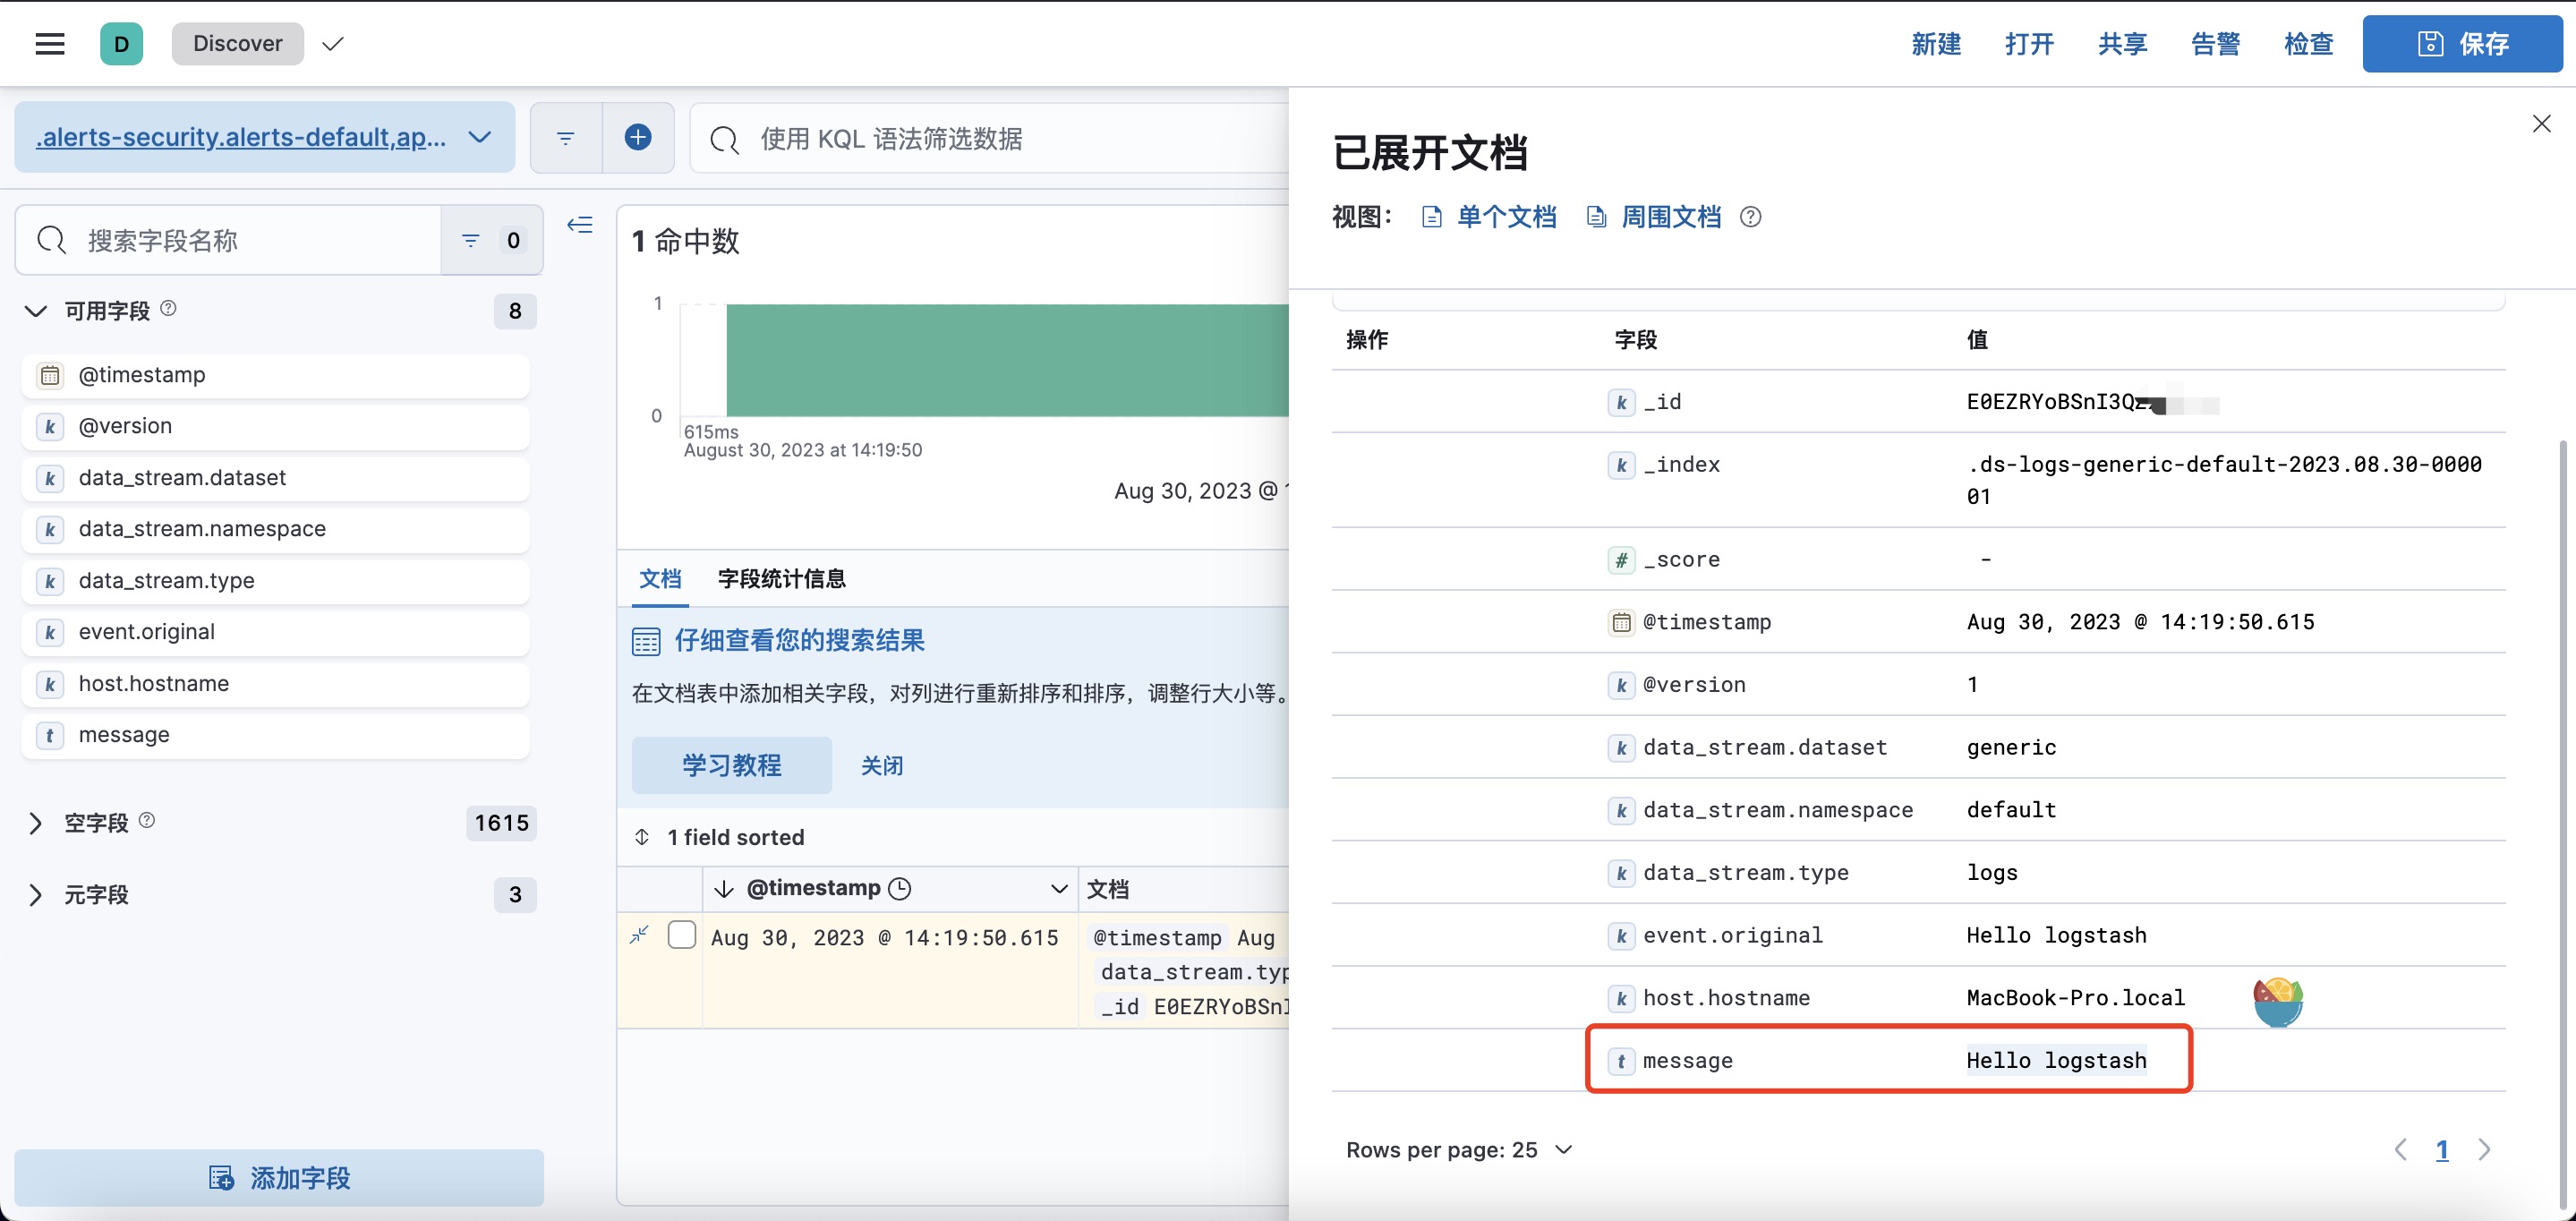 D
Discover
新建
打开
共享
告警
检查
保存
.alerts-security.alerts-default,ap...
使用 KQL 语法筛选数据
搜索字段名称
0
可用字段
8
@timestamp
k @version
k data_stream.dataset
k data_stream.namespace
k data_stream.type
k event.original
k host.hostname
t message
空字段
1615
元字段
3
添加字段
1 命中数
1
0
615ms
August 30, 2023 at 14:19:50
Aug 30, 2023 @
文档
字段统计信息
仔细查看您的搜索结果
在文档表中添加相关字段，对列进行重新排序和排序，调整行大小等。
学习教程
关闭
1 field sorted
@timestamp
文档
Aug 30, 2023 @ 14:19:50.615
@timestamp Aug
data_stream.typ
_id E0EZRYoBSnI
已展开文档
视图：
单个文档
周围文档
操作
字段
值
k _id
E0EZRYoBSnI3Q
k _index
.ds-logs-generic-default-2023.08.30-0000
01
# _score
-
@timestamp
Aug 30, 2023 @ 14:19:50.615
k @version
1
k data_stream.dataset
generic
k data_stream.namespace
default
k data_stream.type
logs
k event.original
Hello logstash
k host.hostname
MacBook-Pro.local
t message
Hello logstash
Rows per page: 25
1